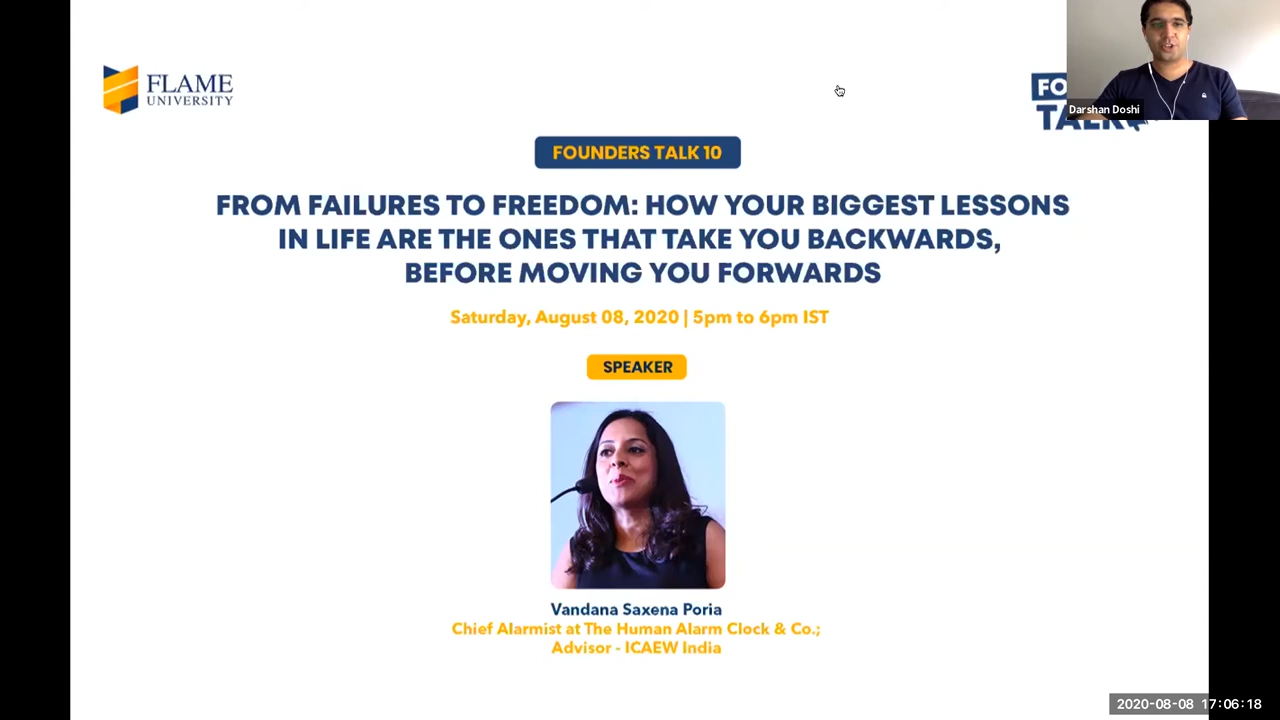 FLAME
UNIVERSITY
FO
TALK
Darshan Doshi
FOUNDERS TALK 10
FROM FAILURES TO FREEDOM: HOW YOUR BIGGEST LESSONS
IN LIFE ARE THE ONES THAT TAKE YOU BACKWARDS,
BEFORE MOVING YOU FORWARDS
Saturday, August 08, 2020 | 5pm to 6pm IST
SPEAKER
Vandana Saxena Poria
Chief Alarmist at The Human Alarm Clock & Co.;
Advisor - ICAEW India
2020-08-08 17:06:18